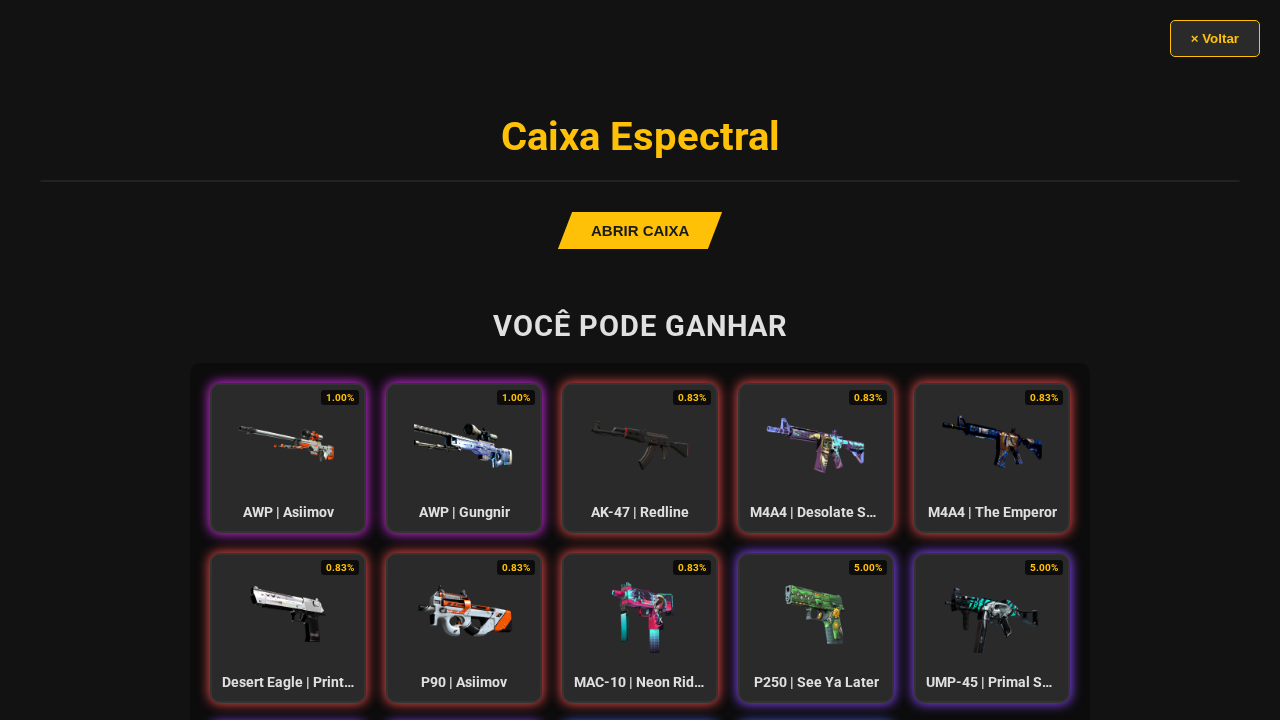 × Voltar
Caixa Espectral
ABRIR CAIXA
VOCÊ PODE GANHAR
1.00%
1.00%
0.83%
0.83%
0.83%
AWP | Asiimov
AWP | Gungnir
AK-47 | Redline
M4A4 | Desolate S...
M4A4 | The Emperor
0.83%
0.83%
0.83%
5.00%
5.00%
Desert Eagle | Print...
P90 | Asiimov
MAC-10 | Neon Rid...
P250 | See Ya Later
UMP-45 | Primal S...